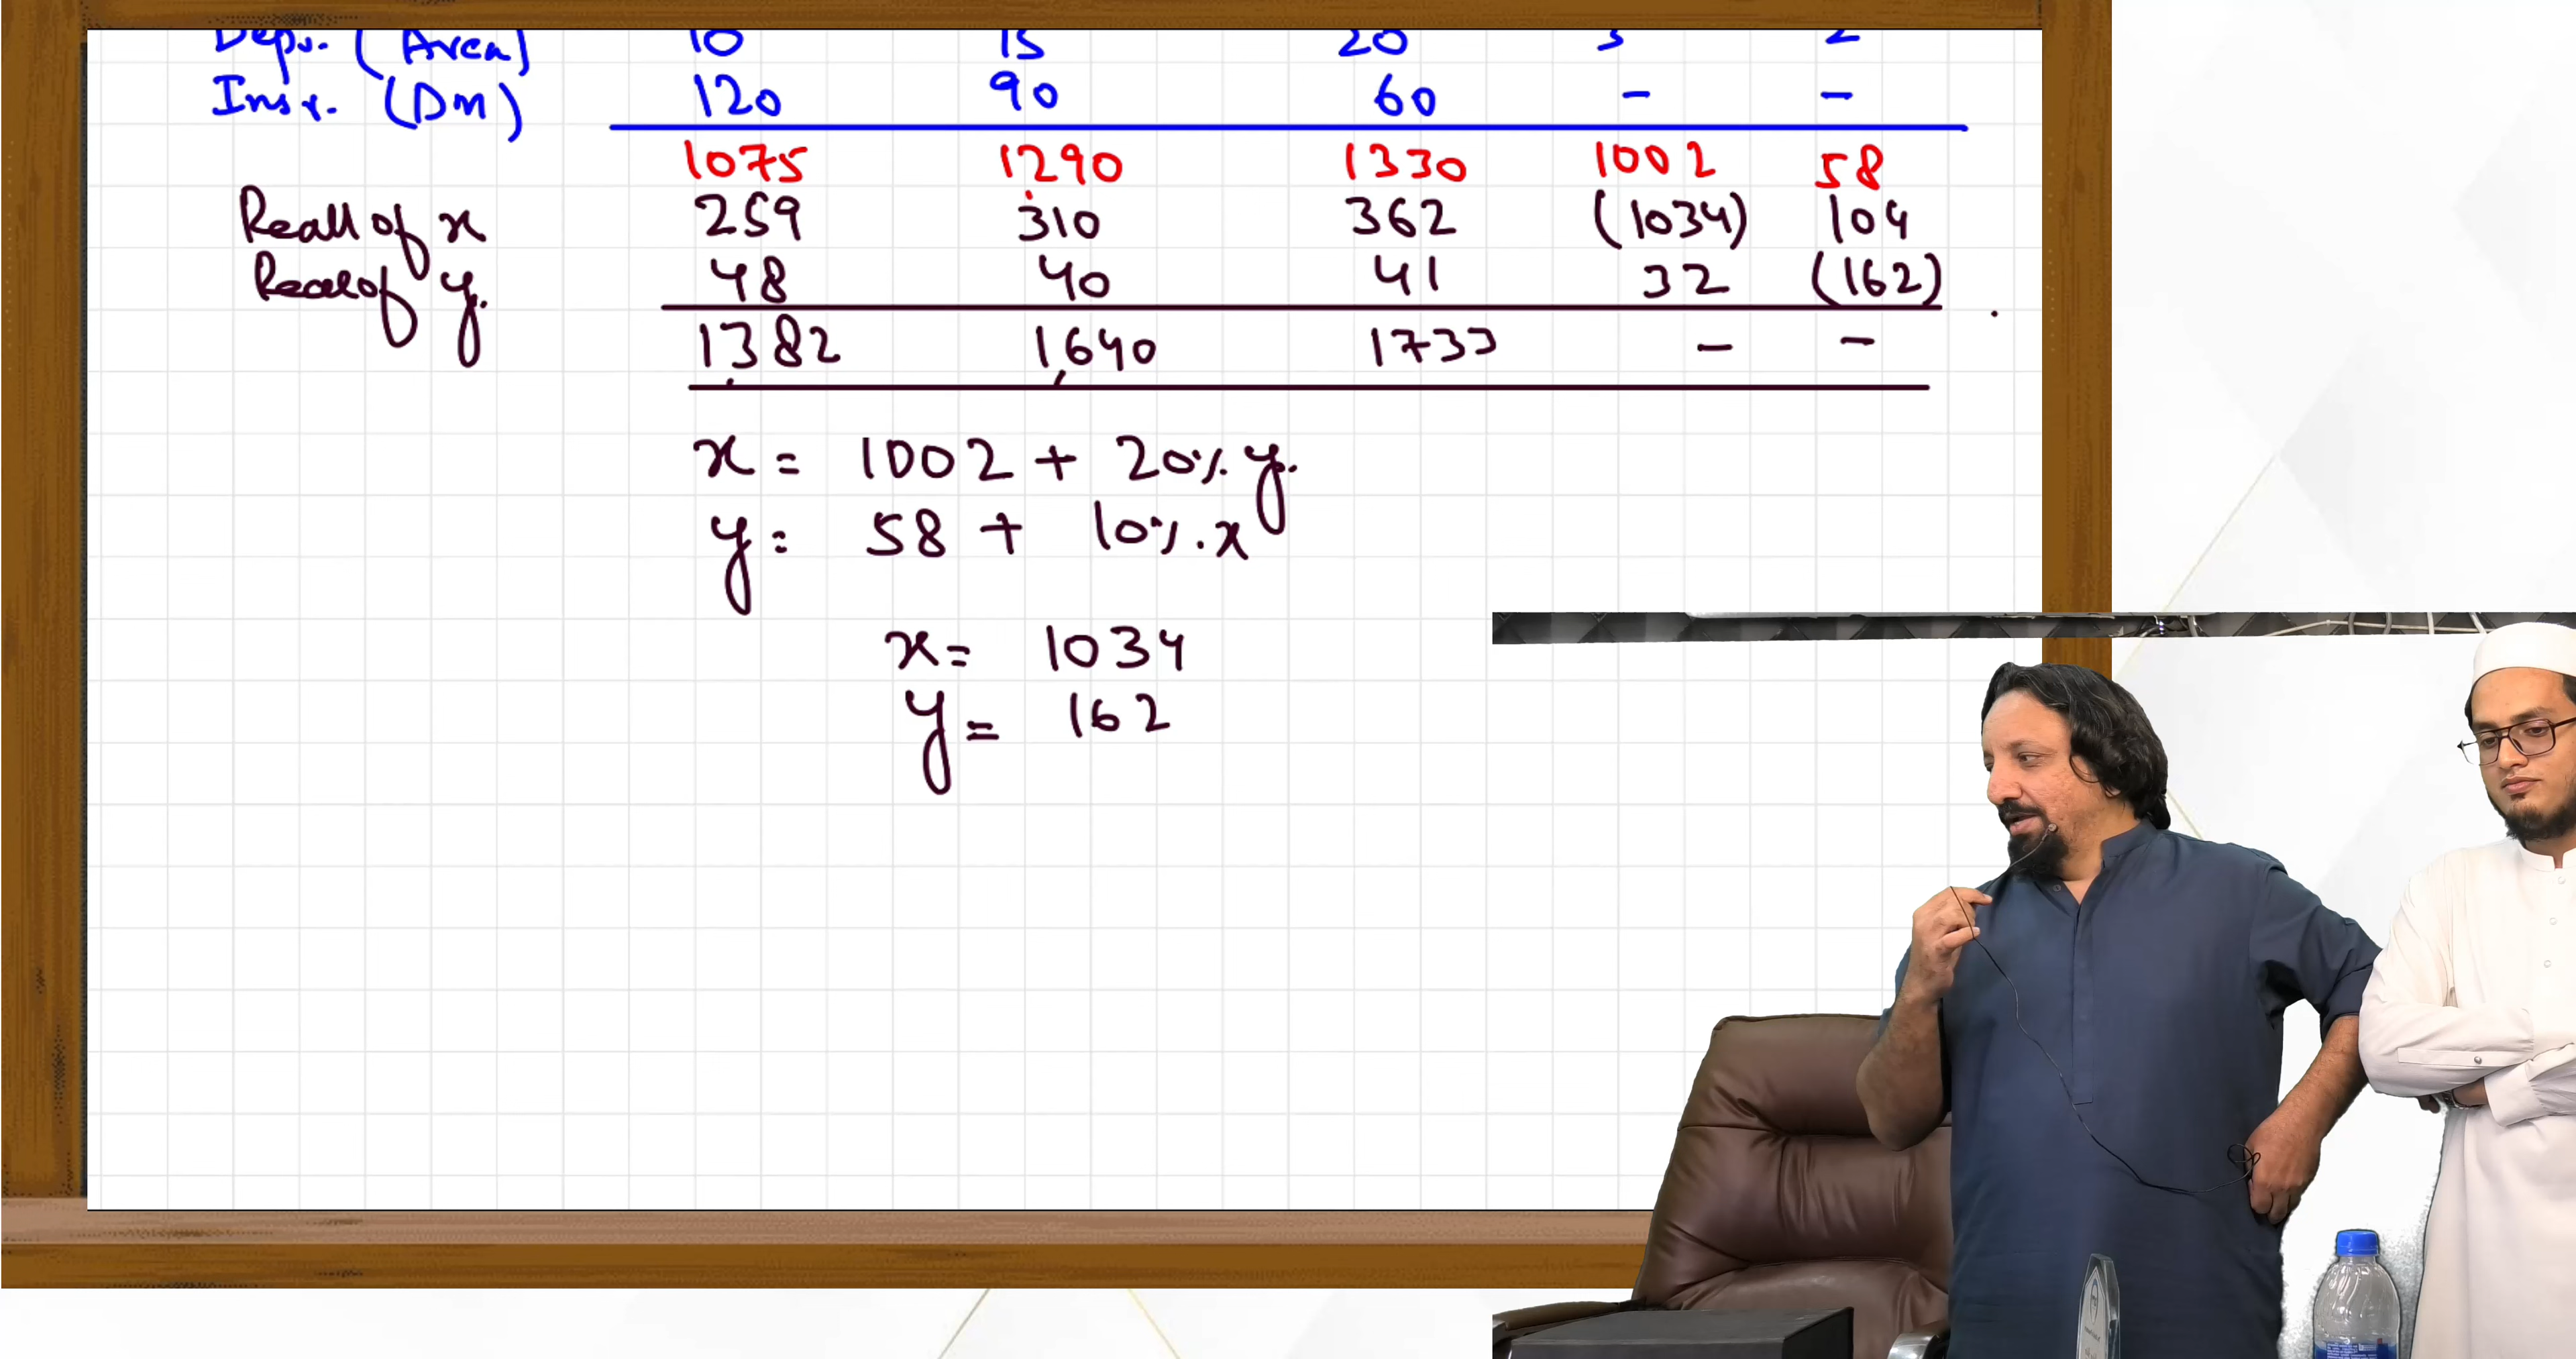 Depr. (Area) 10 15 20 3 2
Insr. (Dm) 120 90 60 - -
1075 1290 1330 1002 58
Reall of x 259 310 362 (1034) 104
Reall of y. 48 40 41 32 (162)
1382 1640 1733 - -
x = 1002 + 20% y.
y = 58 + 10% . x
x = 1034
y = 162